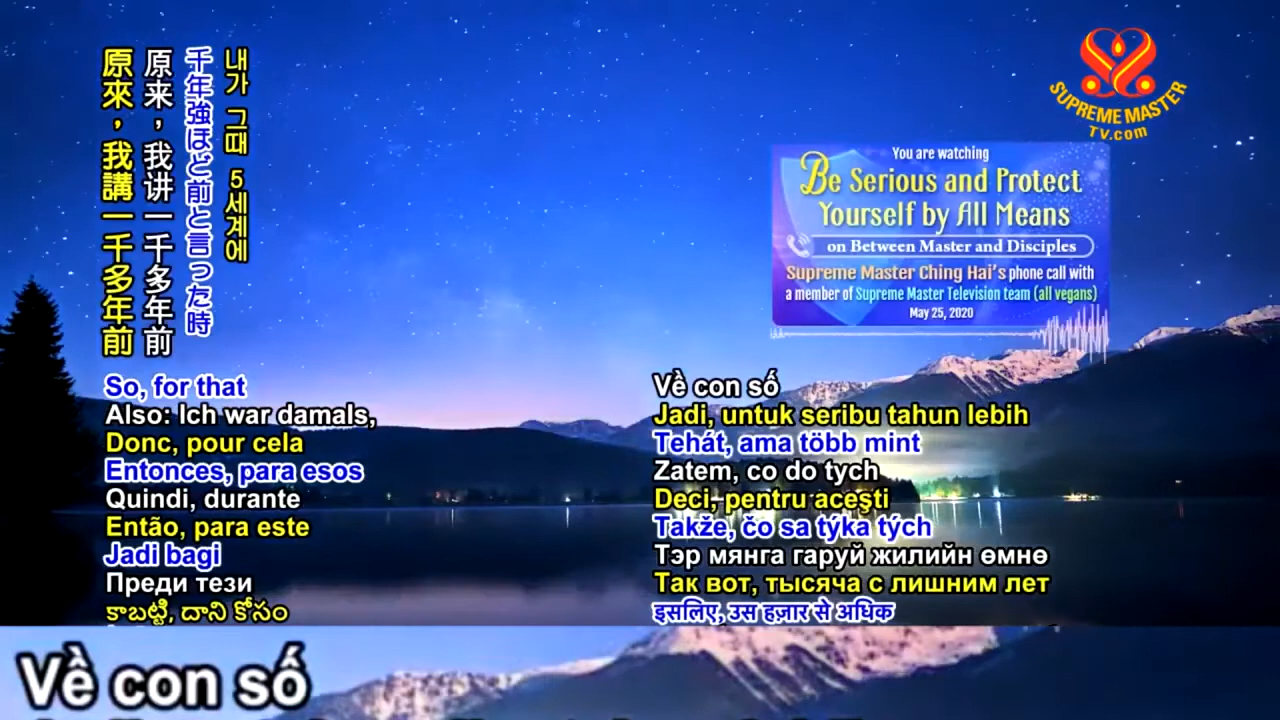 原來，我講一千多年前
原来，我讲一千多年前
千年強ほど前と言った時
내가 그때 5세계에
SUPREME MASTER
TV.com
You are watching
Be Serious and Protect
Yourself by All Means
on Between Master and Disciples
Supreme Master Ching Hai's phone call with
a member of Supreme Master Television team (all vegans)
May 25, 2020
So, for that
Also: Ich war damals,
Donc, pour cela
Entonces, para esos
Quindi, durante
Então, para este
Jadi bagi
Преди тези
కాబట్టి, దాని కోసం
Về con số
Jadi, untuk seribu tahun lebih
Tehát, ama több mint
Zatem, co do tych
Deci, pentru aceşti
Takže, čo sa týka tých
Тэр мянга гаруй жилийн өмнө
Так вот, тысяча с лишним лет
इसलिए, उस हज़ार से अधिक
Về con số